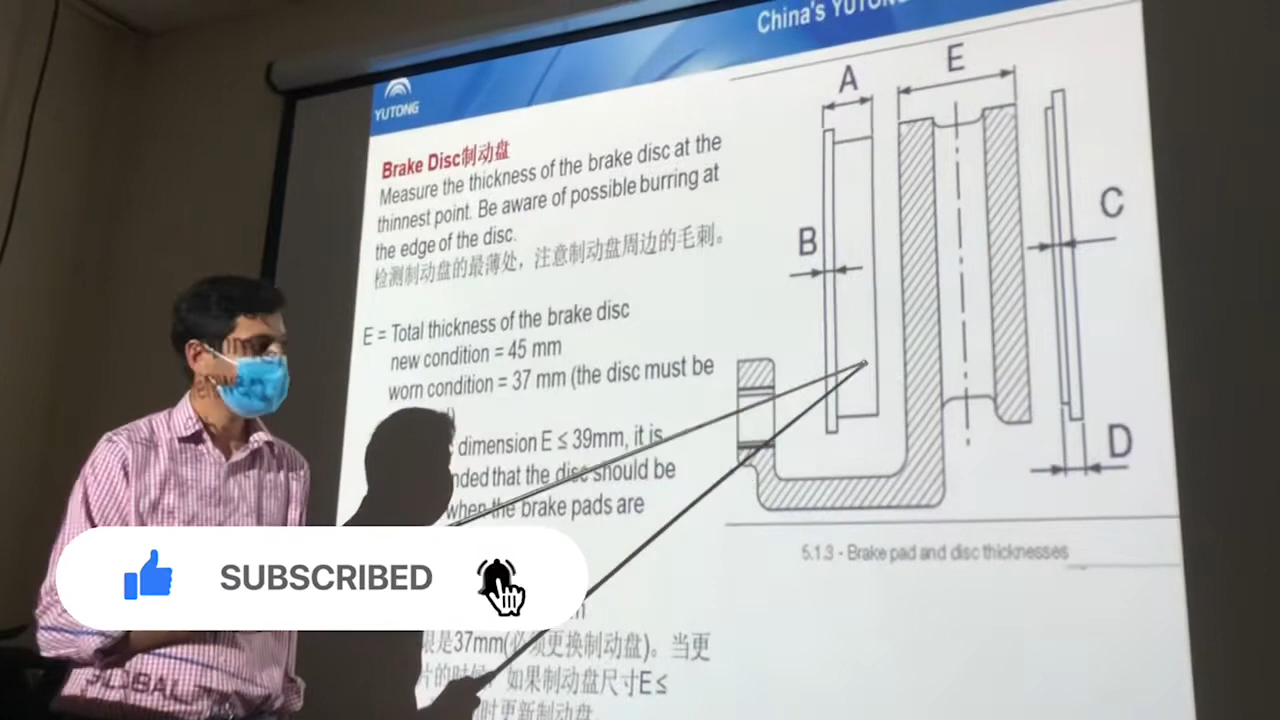 China's YUTONG
YUTONG
Brake Disc制动盘
Measure the thickness of the brake disc at the
thinnest point. Be aware of possible burring at
the edge of the disc.
检测制动盘的最薄处，注意制动盘周边的毛刺。
E = Total thickness of the brake disc
new condition = 45 mm
worn condition = 37 mm (the disc must be
dimension E ≤ 39mm, it is
that the disc should be
when the brake pads are
限是37mm(必须更换制动盘)。当更
片的时候，如果制动盘尺寸E≤
时更新制动盘
A
E
B
C
D
5.1.3 - Brake pad and disc thicknesses
SUBSCRIBED
GLOBAL